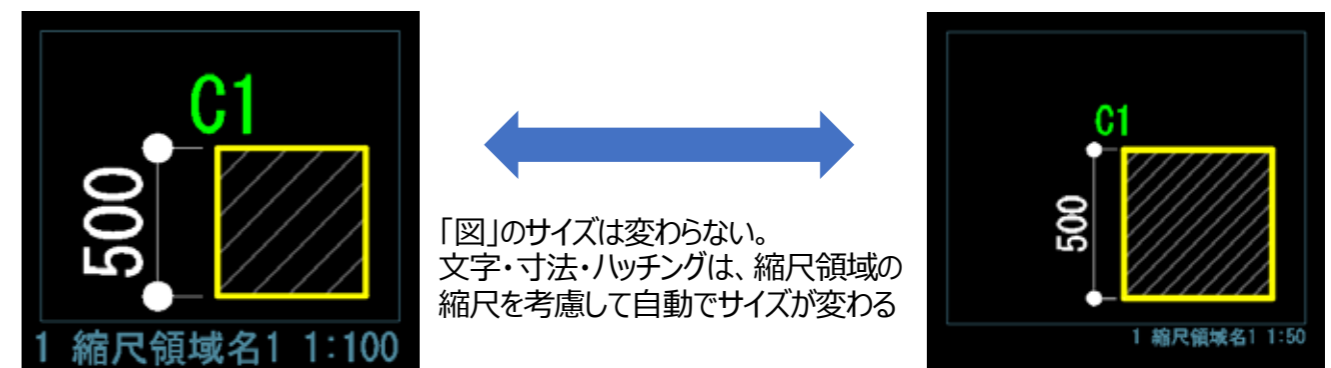 C1
500
1 縮尺領域名1 1:100
「図」のサイズは変わらない。
文字・寸法・ハッチングは、縮尺領域の
縮尺を考慮して自動でサイズが変わる
C1
500
1 縮尺領域名1 1:50